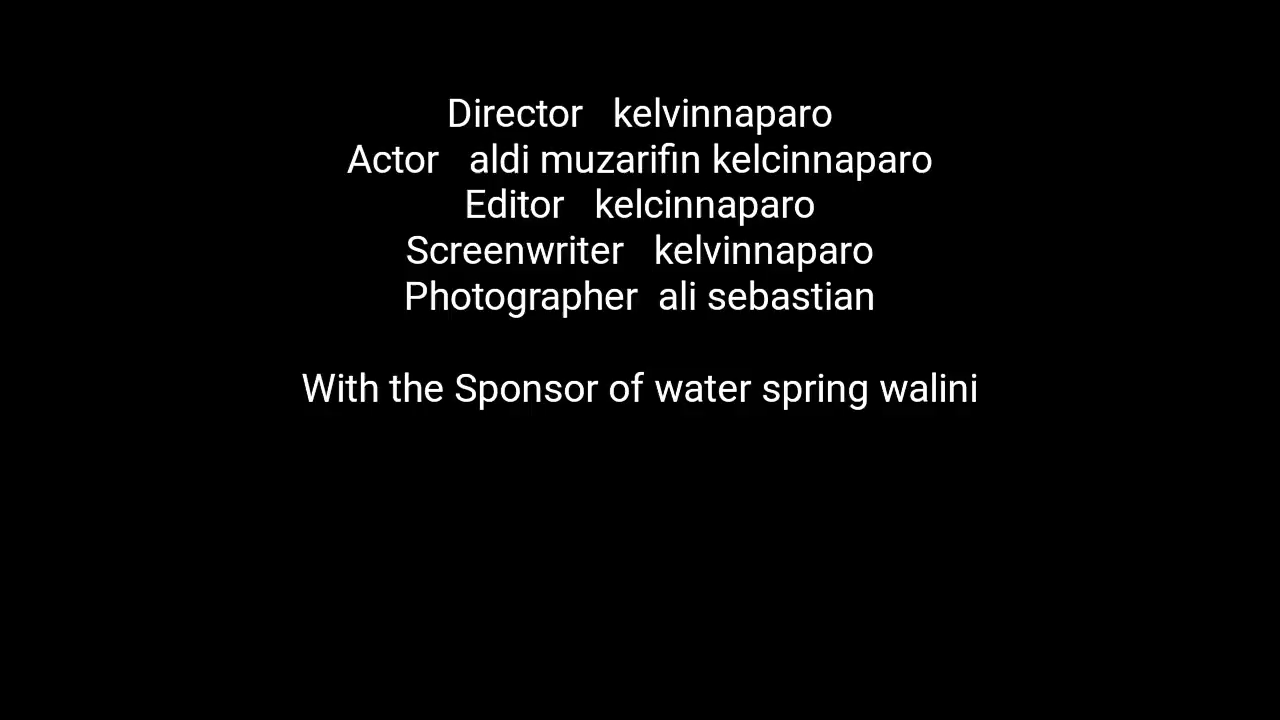 Director kelvinnaparo
Actor aldi muzarifin kelcinnaparo
Editor kelcinnaparo
Screenwriter kelvinnaparo
Photographer ali sebastian
With the Sponsor of water spring walini